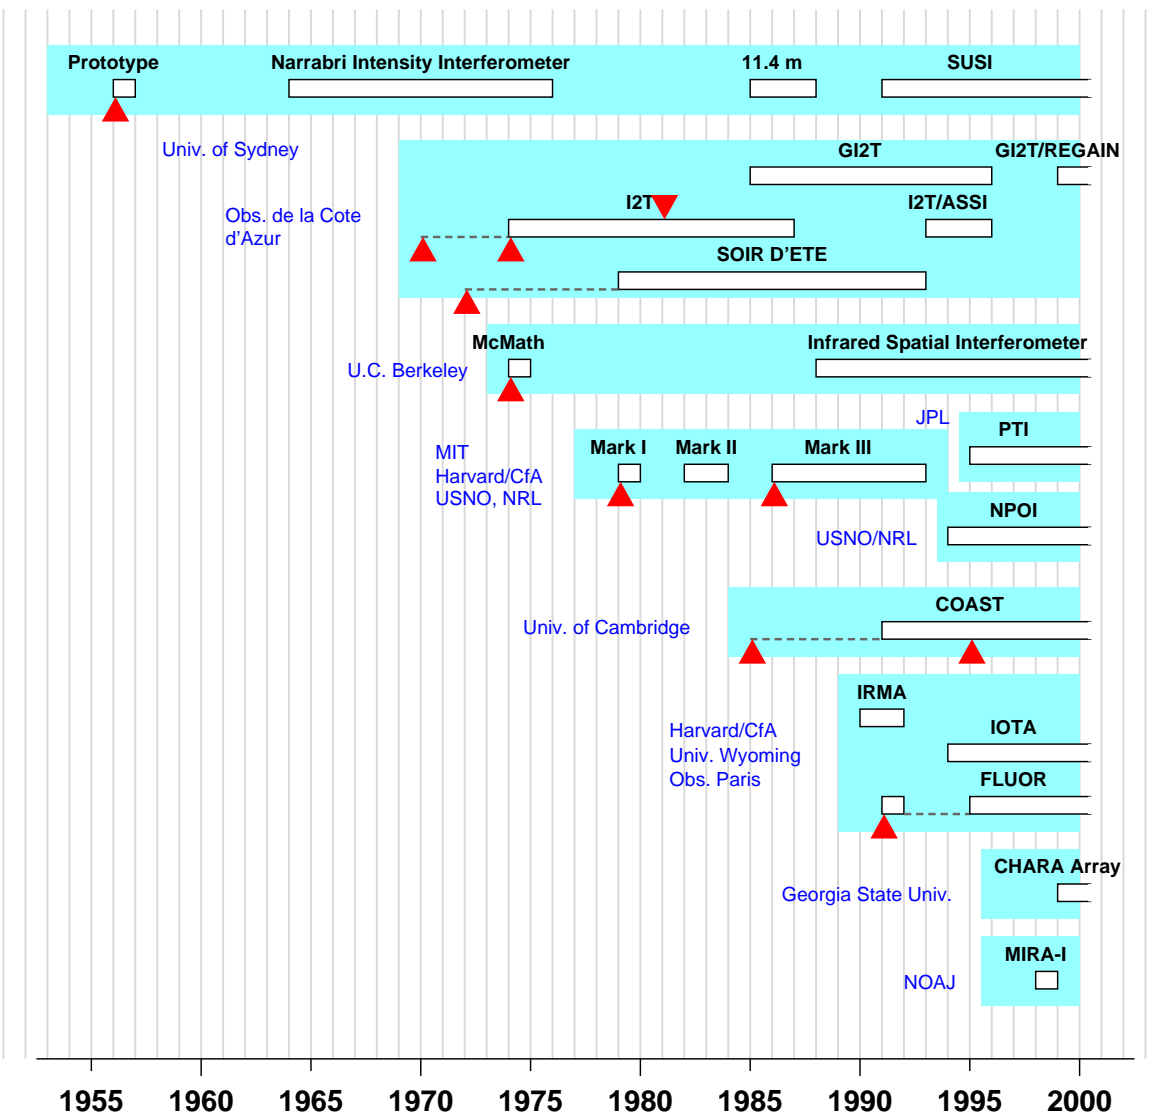 Prototype
Narrabri Intensity Interferometer
11.4 m
SUSI
Univ. of Sydney
GI2T
GI2T/REGAIN
Obs. de la Cote
d'Azur
I2T
I2T/ASSI
SOIR D'ETE
McMath
Infrared Spatial Interferometer
U.C. Berkeley
JPL
PTI
MIT
Harvard/CfA
USNO, NRL
Mark I
Mark II
Mark III
NPOI
USNO/NRL
COAST
Univ. of Cambridge
IRMA
Harvard/CfA
Univ. Wyoming
Obs. Paris
IOTA
FLUOR
CHARA Array
Georgia State Univ.
MIRA-I
NOAJ
1955 1960 1965 1970 1975 1980 1985 1990 1995 2000